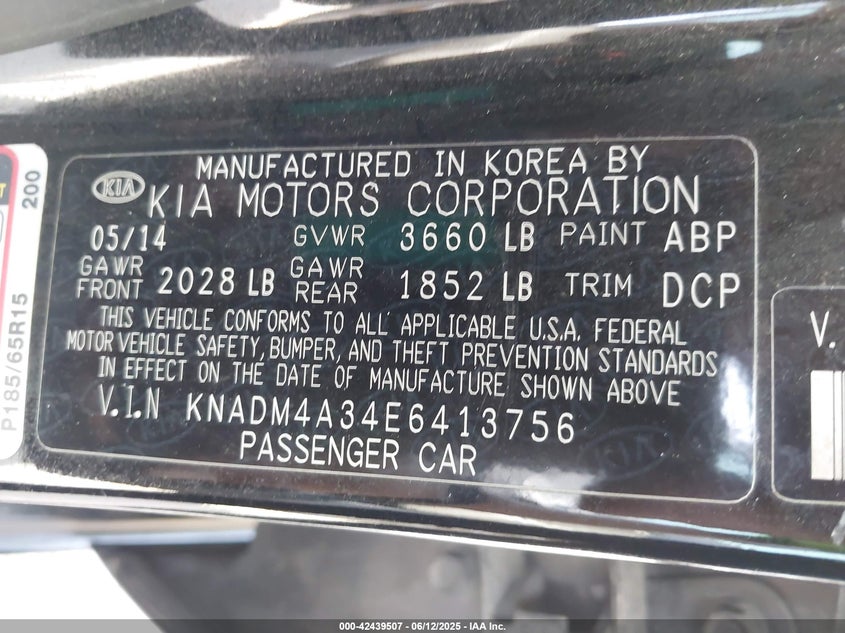 MANUFACTURED IN KOREA BY
KIA KIA MOTORS CORPORATION
05/14 GVWR 3660 LB PAINT ABP
GAWR FRONT 2028 LB GAWR REAR 1852 LB TRIM DCP
THIS VEHICLE CONFORMS TO ALL APPLICABLE U.S.A. FEDERAL
MOTOR VEHICLE SAFETY, BUMPER, AND THEFT PREVENTION STANDARDS
IN EFFECT ON THE DATE OF MANUFACTURE SHOWN ABOVE
V.I.N KNADM4A34E6413756
PASSENGER CAR
200
P185/65R15
V.
000-42439507 - 06/12/2025 - IAA Inc.